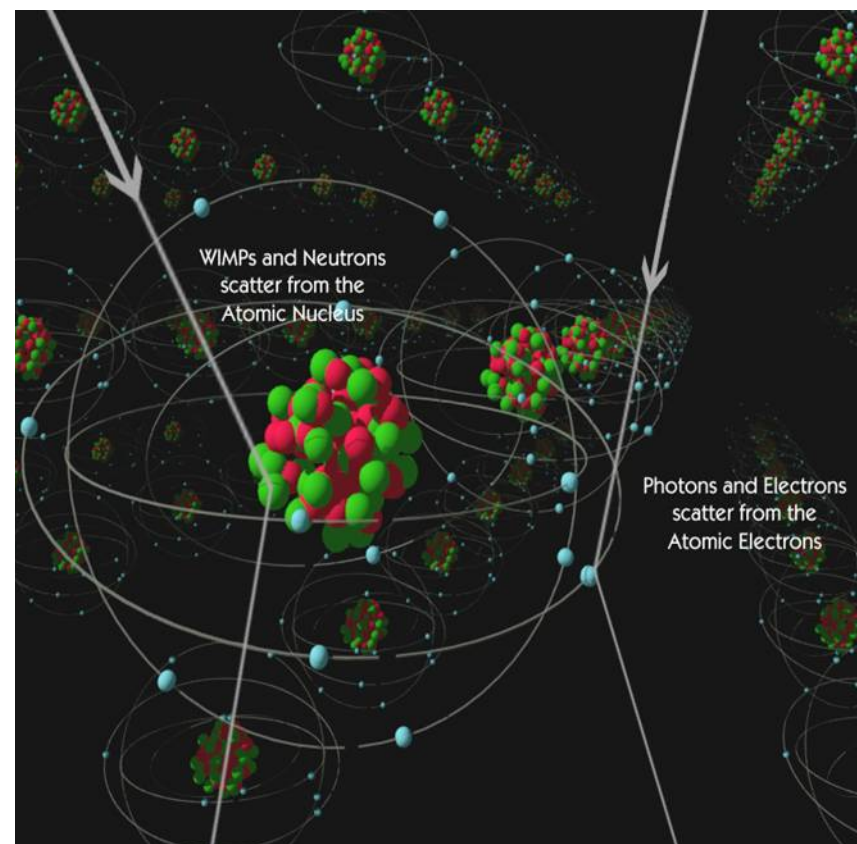 WIMPs and Neutrons
scatter from the
Atomic Nucleus
Photons and Electrons
scatter from the
Atomic Electrons